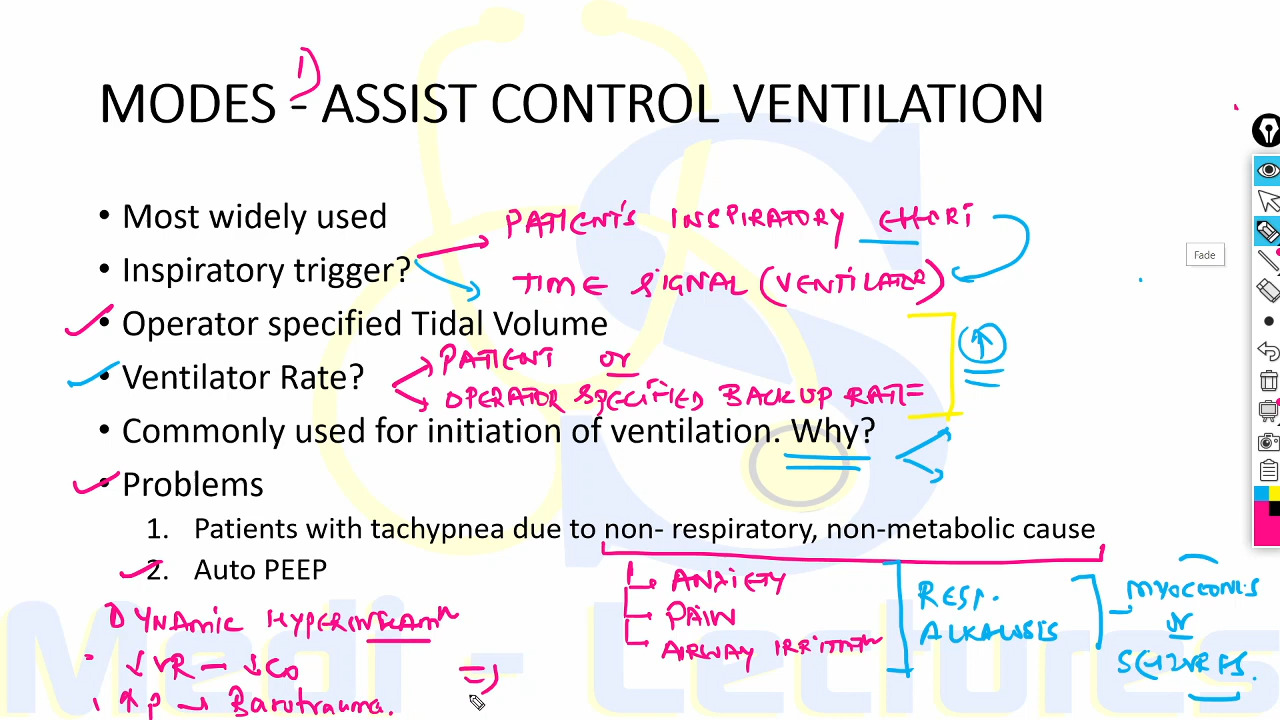 1)
MODES - ASSIST CONTROL VENTILATION
• Most widely used
PATIENT'S INSPIRATORY EFFORT
• Inspiratory trigger?
TIME SIGNAL (VENTILATOR)
• Operator specified Tidal Volume
• Ventilator Rate?
PATIENT or
OPERATOR SPECIFIED BACKUP RATE
↑
• Commonly used for initiation of ventilation. Why?
• Problems
1. Patients with tachypnea due to non- respiratory, non-metabolic cause
2. Auto PEEP
ANXIETY
PAIN
AIRWAY
RESP.
ALKALOSIS
MYOCLONUS
or
SEIZURES.
DYNAMIC
↓ VR - ↓ CO
↑ P → Barotrauma.
=)
Fade
Medi - Lectures